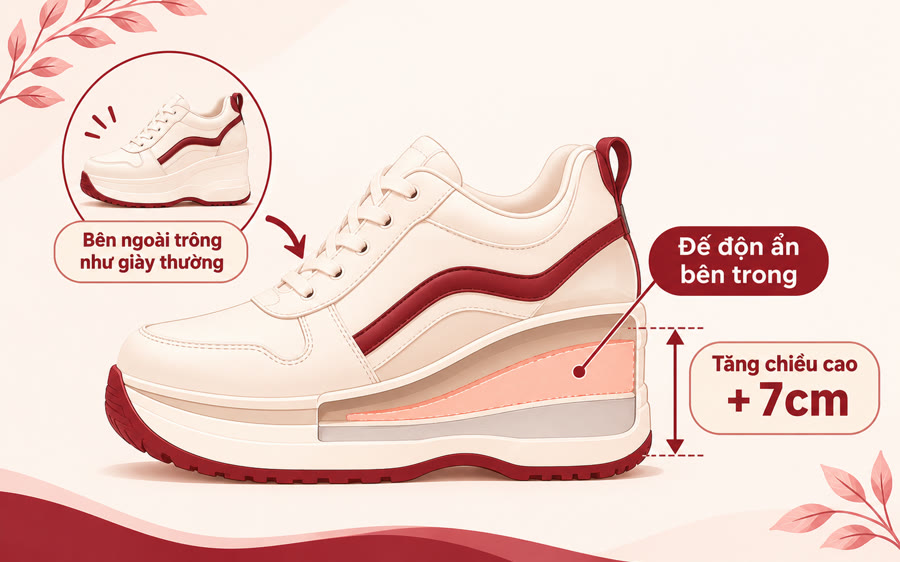 Bên ngoài trông
như giày thường
Đế độn ẩn
bên trong
Tăng chiều cao
+ 7cm